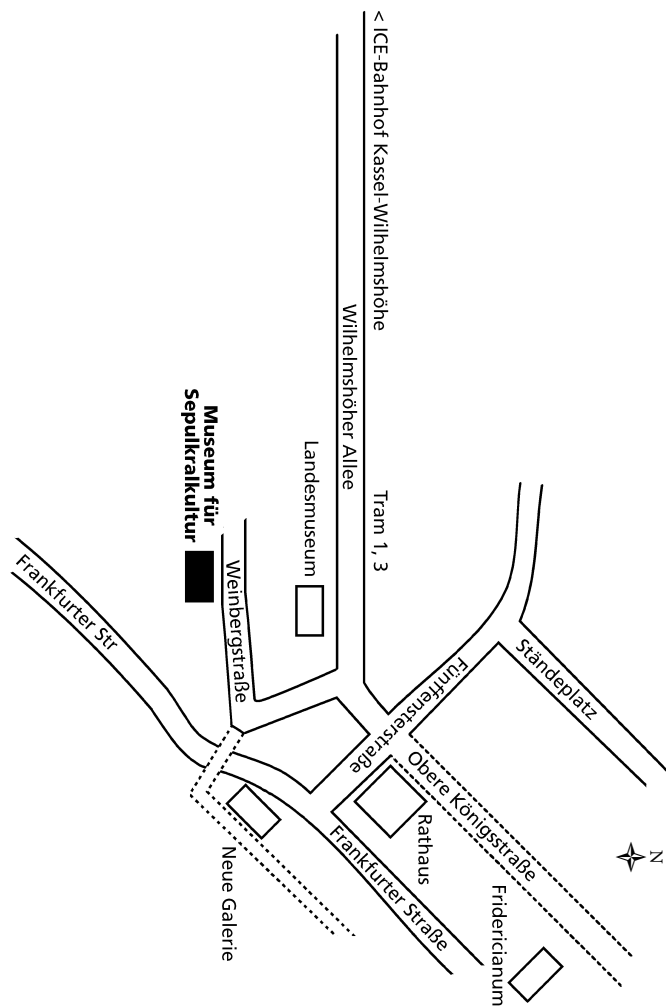 < ICE-Bahnhof Kassel-Wilhelmshöhe
Tram 1, 3
Wilhelmshöher Allee
Landesmuseum
Museum für
Sepulkralkultur
Weinbergstraße
Frankfurter Str
Ständeplatz
Fünffensterstraße
Obere Königsstraße
Rathaus
Frankfurter Straße
Neue Galerie
Fridericianum
N